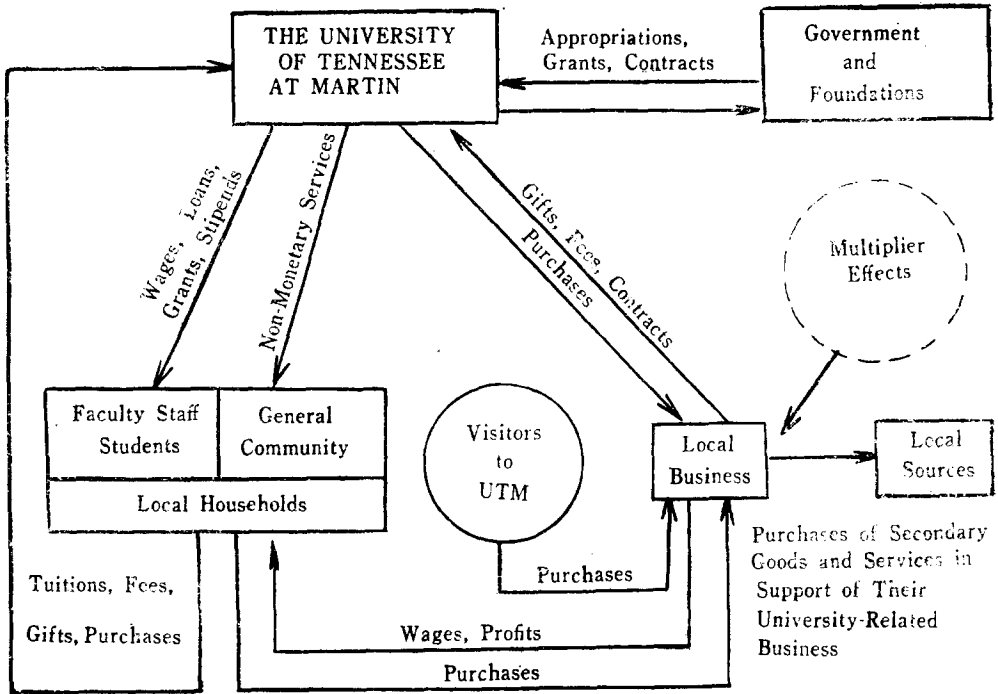 THE UNIVERSITY
OF TENNESSEE
AT MARTIN
Appropriations,
Grants, Contracts
Government
and
Foundations
Wages, Loans,
Grants, Stipends
Non-Monetary Services
Gifts, Fees, Contracts
Purchases
Multiplier
Effects
Faculty Staff
Students
General
Community
Local Households
Visitors
to
UTM
Local
Business
Local
Sources
Tuitions, Fees,
Gifts, Purchases
Purchases
Wages, Profits
Purchases
Purchases of Secondary
Goods and Services in
Support of Their
University-Related
Business